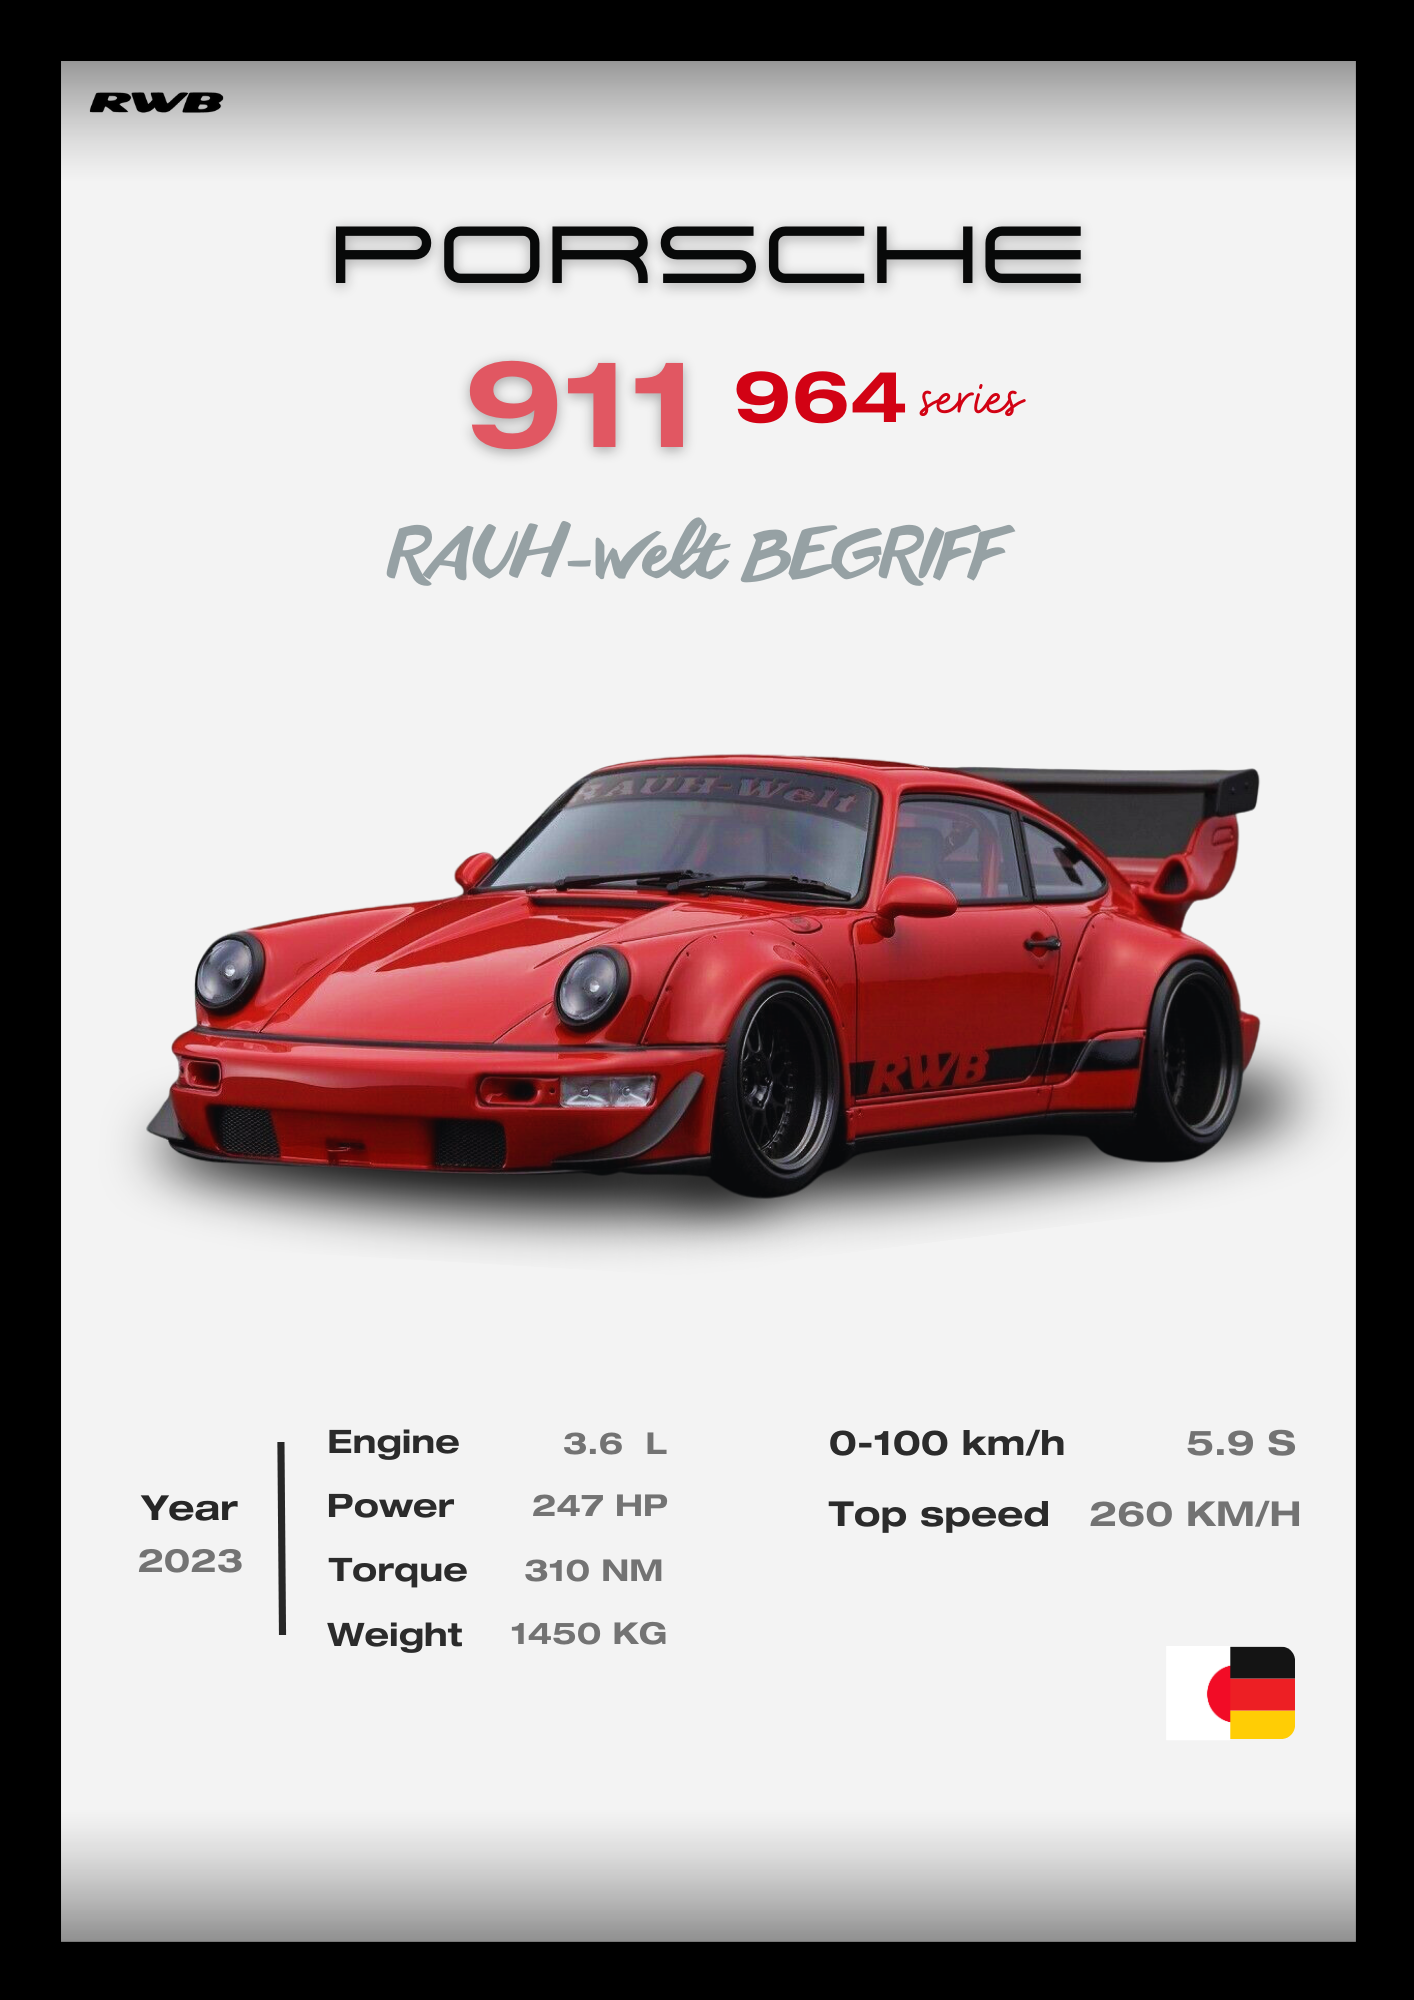 RWB
PORSCHE
911 964 series
RAUH-welt BEGRIFF
RAUH-Welt
RWB
Engine 3.6 L
Power 247 HP
Torque 310 NM
Weight 1450 KG
Year
2023
0-100 km/h 5.9 S
Top speed 260 KM/H